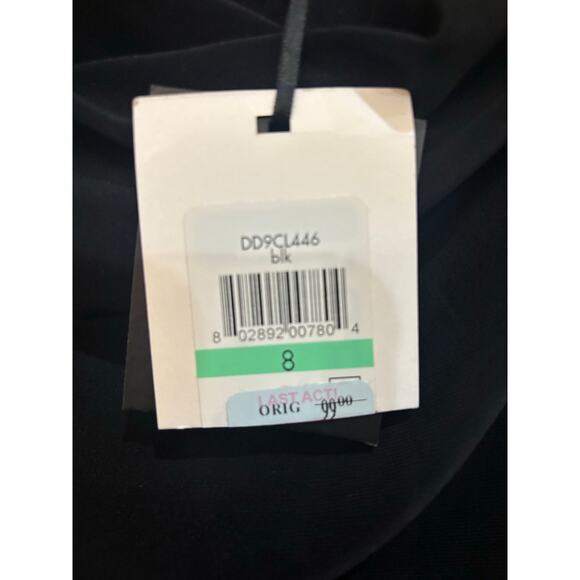 DD9CL446
blk
8 02892 00780 4
8
LAST ACT!
ORIG 99.00